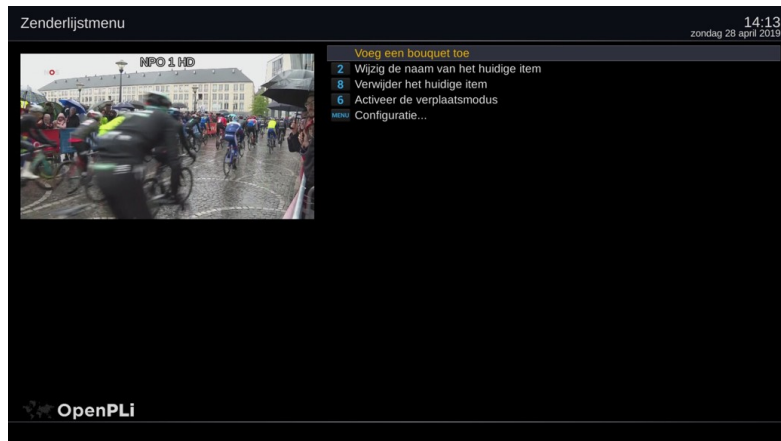 Zenderlijstmenu
14:13
zondag 28 april 2019
NPO 1 HD
Voeg een bouquet toe
2 Wijzig de naam van het huidige item
8 Verwijder het huidige item
6 Activeer de verplaatsmodus
MENU Configuratie...
OpenPLi